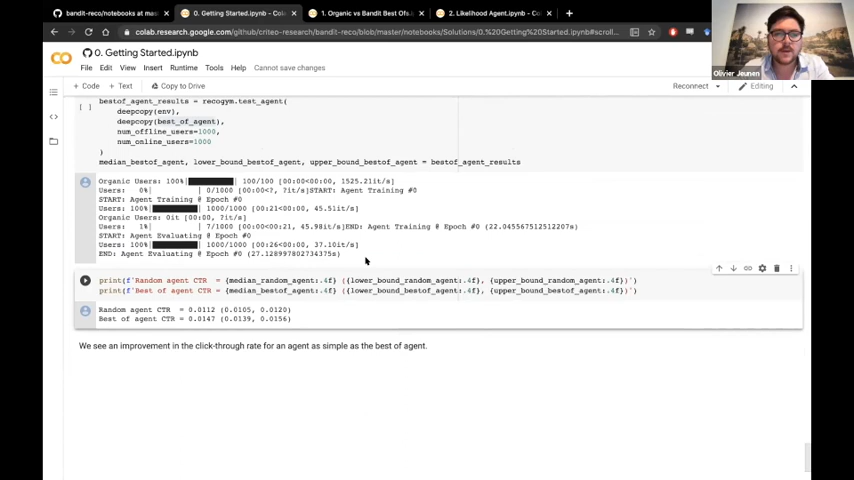 bandit-reco/notebooks at mas
0. Getting Started.ipynb - Colab
1. Organic vs Bandit Best Ofs.i
2. Likelihood Agent.ipynb - Col
colab.research.google.com/github/criteo-research/bandit-reco/blob/master/notebooks/Solutions/0.%20Getting%20Started.ipynb#scroll...
0. Getting Started.ipynb
File Edit View Insert Runtime Tools Help Cannot save changes
+ Code + Text Copy to Drive
Reconnect Editing
Olivier Jeunen
[ ]
bestof_agent_results = recogym.test_agent(
deepcopy(env),
deepcopy(best_of_agent),
num_offline_users=1000,
num_online_users=1000
)
median_bestof_agent, lower_bound_bestof_agent, upper_bound_bestof_agent = bestof_agent_results
Organic Users: 100%| | 100/100 [00:00<00:00, 1525.21it/s]
Users: 0%| | 0/1000 [00:00<?, ?it/s]START: Agent Training #0
START: Agent Training @ Epoch #0
Users: 100%| | 1000/1000 [00:21<00:00, 45.51it/s]
Organic Users: 0it [00:00, ?it/s]
Users: 1%| | 7/1000 [00:00<00:21, 45.98it/s]END: Agent Training @ Epoch #0 (22.045567512512207s)
START: Agent Evaluating @ Epoch #0
Users: 100%| | 1000/1000 [00:26<00:00, 37.10it/s]
END: Agent Evaluating @ Epoch #0 (27.128997802734375s)
print(f'Random agent CTR = {median_random_agent:.4f} ({lower_bound_random_agent:.4f}, {upper_bound_random_agent:.4f})')
print(f'Best of agent CTR = {median_bestof_agent:.4f} ({lower_bound_bestof_agent:.4f}, {upper_bound_bestof_agent:.4f})')
Random agent CTR = 0.0112 (0.0105, 0.0120)
Best of agent CTR = 0.0147 (0.0139, 0.0156)
We see an improvement in the click-through rate for an agent as simple as the best of agent.